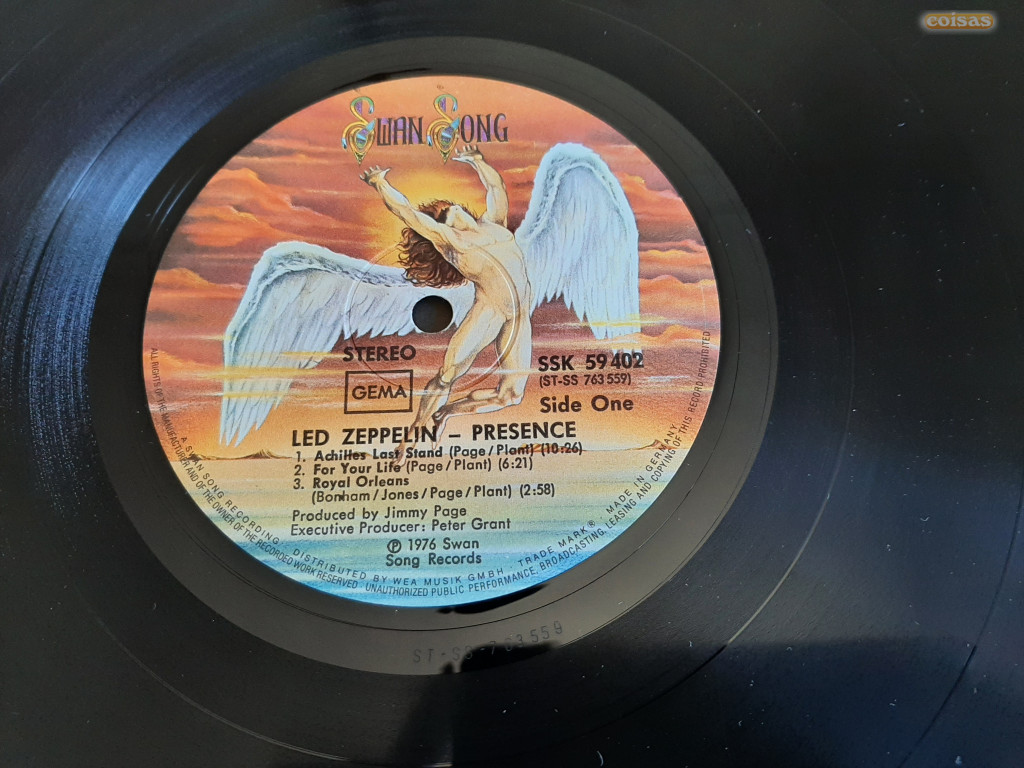 coisas
SWAN SONG
STEREO
GEMA
SSK 59 402
(ST-SS 763 559)
Side One
LED ZEPPELIN – PRESENCE
1. Achilles Last Stand (Page/Plant) (10:26)
2. For Your Life (Page/Plant) (6:21)
3. Royal Orleans
(Bonham/Jones/Page/Plant) (2:58)
Produced by Jimmy Page
Executive Producer: Peter Grant
℗ 1976 Swan
Song Records
A SWAN SONG RECORDING, DISTRIBUTED BY WEA MUSIK GMBH. TRADE MARK® MADE IN GERMANY
ALL RIGHTS OF THE MANUFACTURER AND OF THE OWNER OF THE RECORDED WORK RESERVED UNAUTHORIZED PUBLIC PERFORMANCE, BROADCASTING, LEASING AND COPYING OF THIS RECORD PROHIBITED
ST-SS-763559